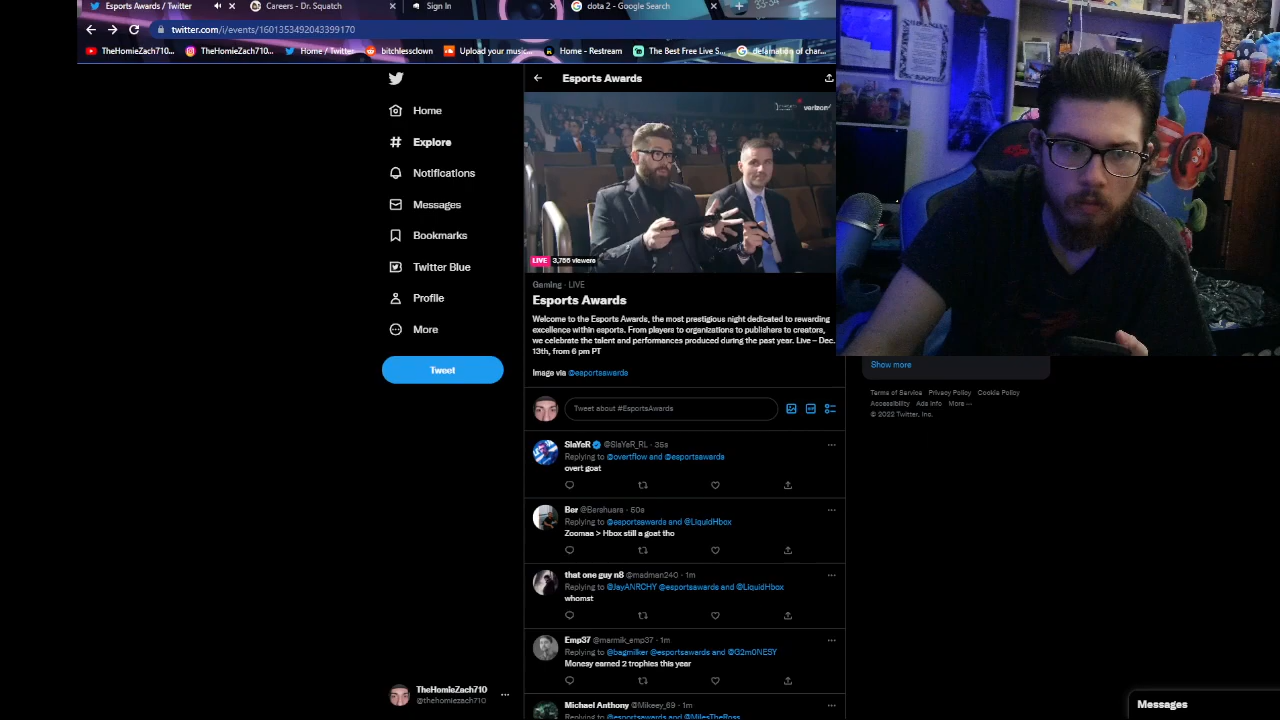 Esports Awards / Twitter
Careers - Dr. Squatch
Sign In
dota 2 - Google Search
33:34
twitter.com/i/events/1601353492043399170
TheHomieZach710...
TheHomieZach710...
Home / Twitter
bitchlessclown
Upload your music...
Home - Restream
The Best Free Live S...
defamation of char...
Esports Awards
verizon
Home
Explore
Notifications
Messages
Bookmarks
Twitter Blue
Profile
More
Tweet
LIVE 3,756 viewers
Gaming · LIVE
Esports Awards
Welcome to the Esports Awards, the most prestigious night dedicated to rewarding
excellence within esports. From players to organizations to publishers to creators,
we celebrate the talent and performances produced during the past year. Live – Dec.
13th, from 6 pm PT
Image via @esportsawards
Tweet about #EsportsAwards
SlaYeR @SlaYeR_RL · 35s
Replying to @overtflow and @esportsawards
overt goat
Ber @Bershuars · 50s
Replying to @esportsawards and @LiquidHbox
Zoomaa > Hbox still a goat tho
that one guy n8 @madman240 · 1m
Replying to @JayANRCHY @esportsawards and @LiquidHbox
whomst
Emp37 @marmik_emp37 · 1m
Replying to @bagmilker @esportsawards and @G2m0NESY
Monesy earned 2 trophies this year
Michael Anthony @Mikeey_69 · 1m
Replying to @esportsawards and @MilesTheRoss
Show more
Terms of Service Privacy Policy Cookie Policy
Accessibility Ads info More ···
© 2022 Twitter, Inc.
TheHomieZach710
@thehomiezach710
Messages